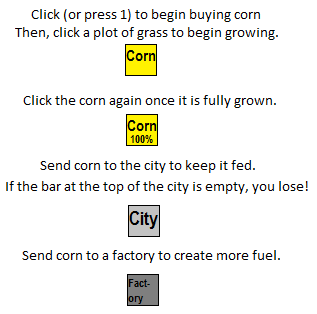 Click (or press 1) to begin buying corn
Then, click a plot of grass to begin growing.
Corn
Click the corn again once it is fully grown.
Corn
100%
Send corn to the city to keep it fed.
If the bar at the top of the city is empty, you lose!
City
Send corn to a factory to create more fuel.
Fact-
ory